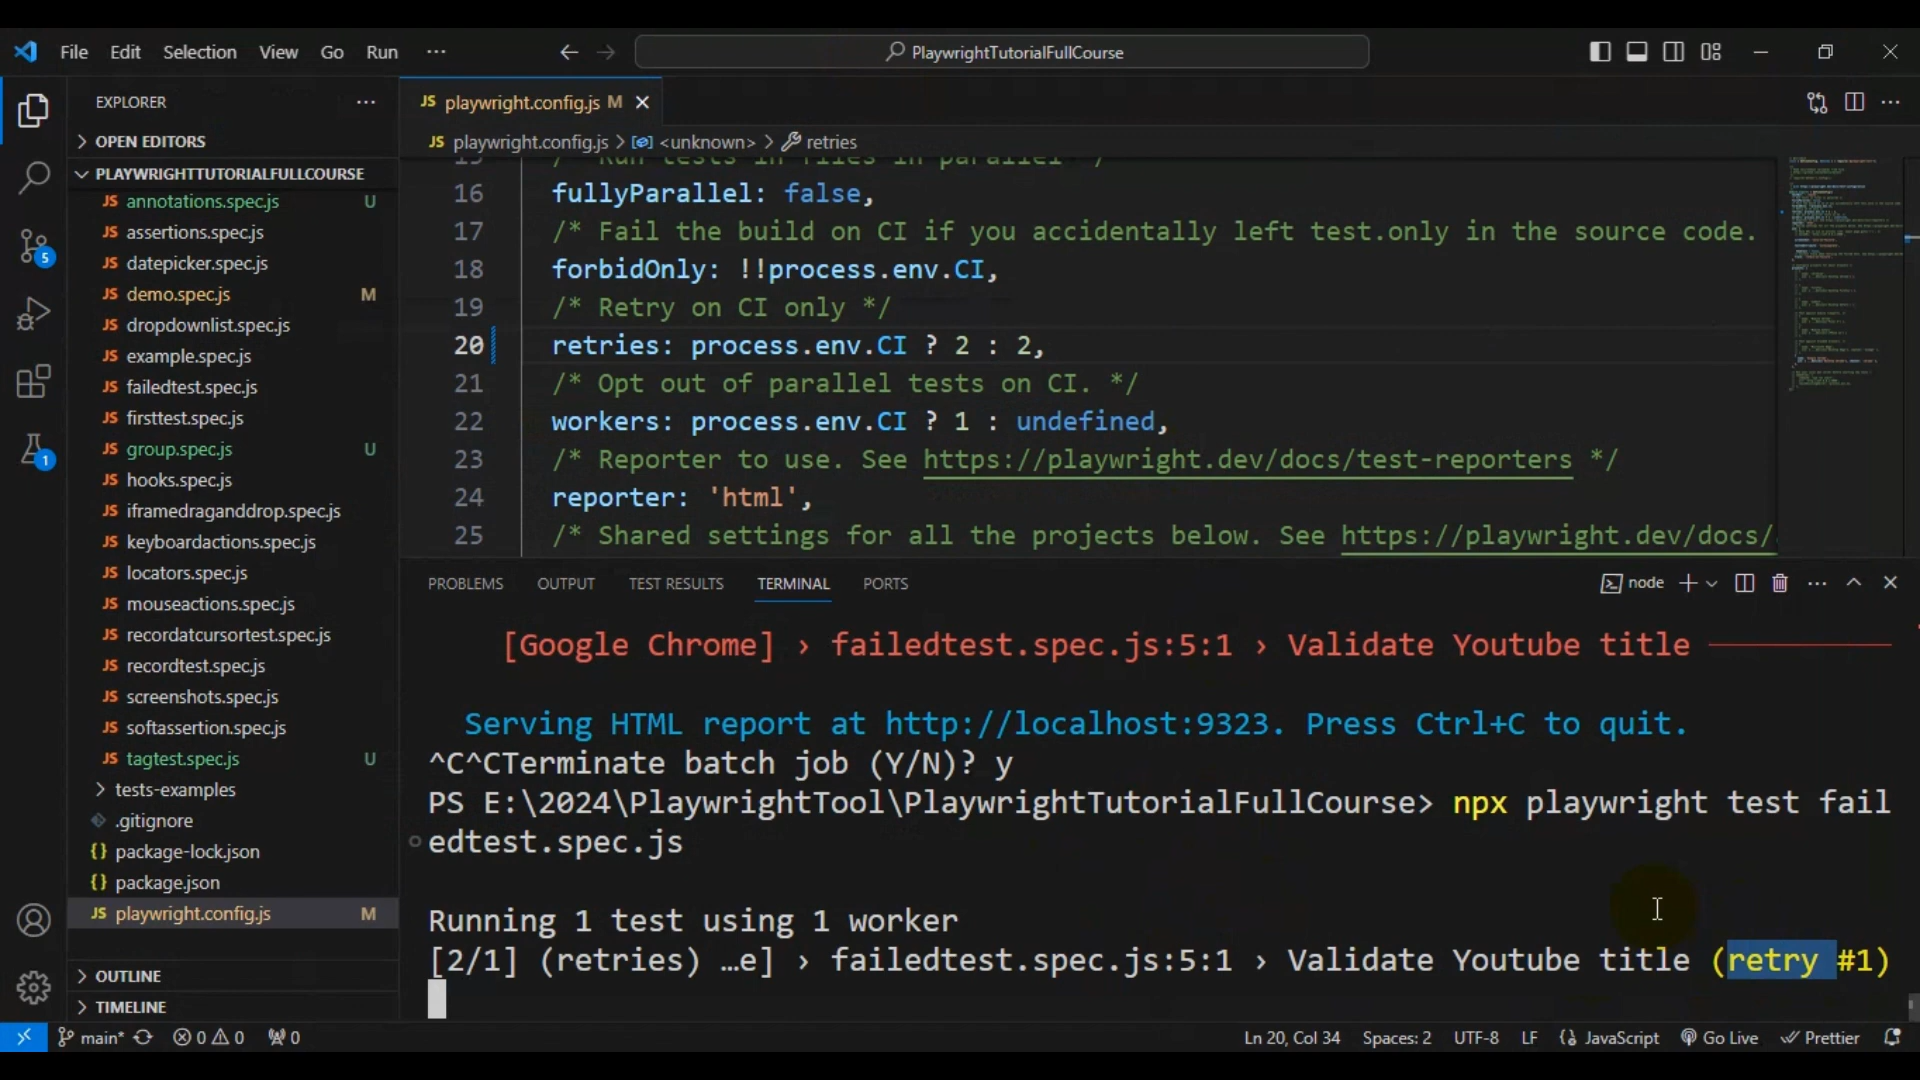 File Edit Selection View Go Run ··· PlaywrightTutorialFullCourse
EXPLORER
OPEN EDITORS
PLAYWRIGHTTUTORIALFULLCOURSE
JS annotations.spec.js U
JS assertions.spec.js
JS datepicker.spec.js
JS demo.spec.js M
JS dropdownlist.spec.js
JS example.spec.js
JS failedtest.spec.js
JS firsttest.spec.js
JS group.spec.js U
JS hooks.spec.js
JS iframedraganddrop.spec.js
JS keyboardactions.spec.js
JS locators.spec.js
JS mouseactions.spec.js
JS recordatcursortest.spec.js
JS recordtest.spec.js
JS screenshots.spec.js
JS softassertion.spec.js
JS tagtest.spec.js U
tests-examples
.gitignore
{} package-lock.json
{} package.json
JS playwright.config.js M
OUTLINE
TIMELINE
5
1
JS playwright.config.js M
JS playwright.config.js > <unknown> > retries
15 /* Run tests in files in parallel */
16 fullyParallel: false,
17 /* Fail the build on CI if you accidentally left test.only in the source code.
18 forbidOnly: !!process.env.CI,
19 /* Retry on CI only */
20 retries: process.env.CI ? 2 : 2,
21 /* Opt out of parallel tests on CI. */
22 workers: process.env.CI ? 1 : undefined,
23 /* Reporter to use. See https://playwright.dev/docs/test-reporters */
24 reporter: 'html',
25 /* Shared settings for all the projects below. See https://playwright.dev/docs/
PROBLEMS OUTPUT TEST RESULTS TERMINAL PORTS node
[Google Chrome] › failedtest.spec.js:5:1 › Validate Youtube title
Serving HTML report at http://localhost:9323. Press Ctrl+C to quit.
^C^CTerminate batch job (Y/N)? y
PS E:\2024\PlaywrightTool\PlaywrightTutorialFullCourse> npx playwright test fail
edtest.spec.js
Running 1 test using 1 worker
[2/1] (retries) …e] › failedtest.spec.js:5:1 › Validate Youtube title (retry #1)
main* 0 0 0 Ln 20, Col 34 Spaces: 2 UTF-8 LF {} JavaScript Go Live Prettier